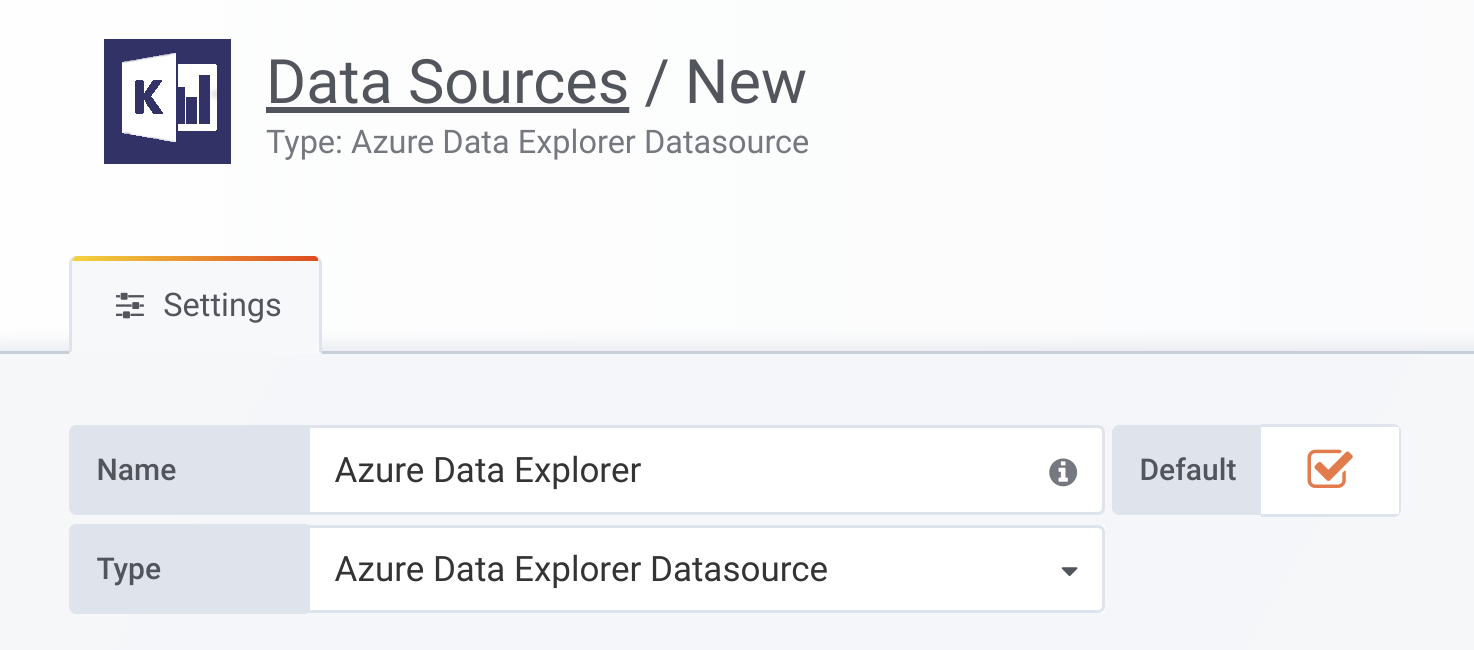 K
Data Sources / New
Type: Azure Data Explorer Datasource
Settings
Name Azure Data Explorer Default
Type Azure Data Explorer Datasource